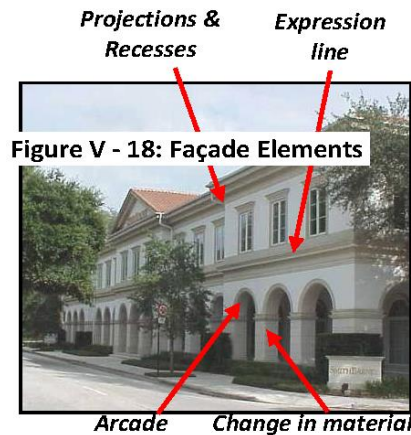 Projections &
Recesses
Expression
line
Figure V - 18: Façade Elements
Arcade
Change in material